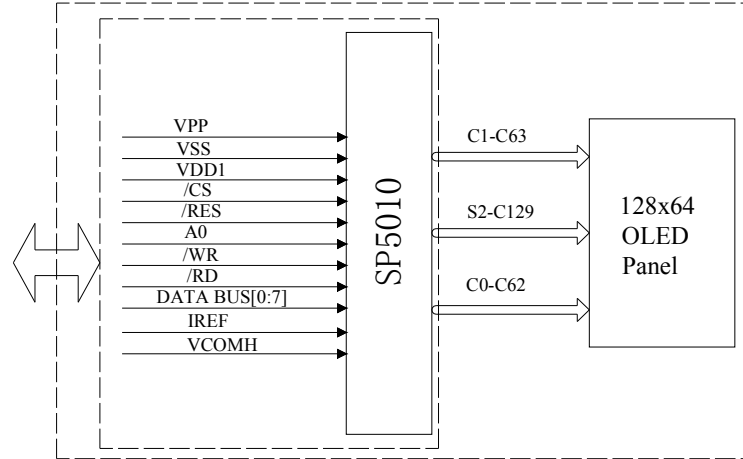 VPP
VSS
VDD1
/CS
/RES
A0
/WR
/RD
DATA BUS[0:7]
IREF
VCOMH
SP5010
C1-C63
S2-C129
C0-C62
128x64
OLED
Panel